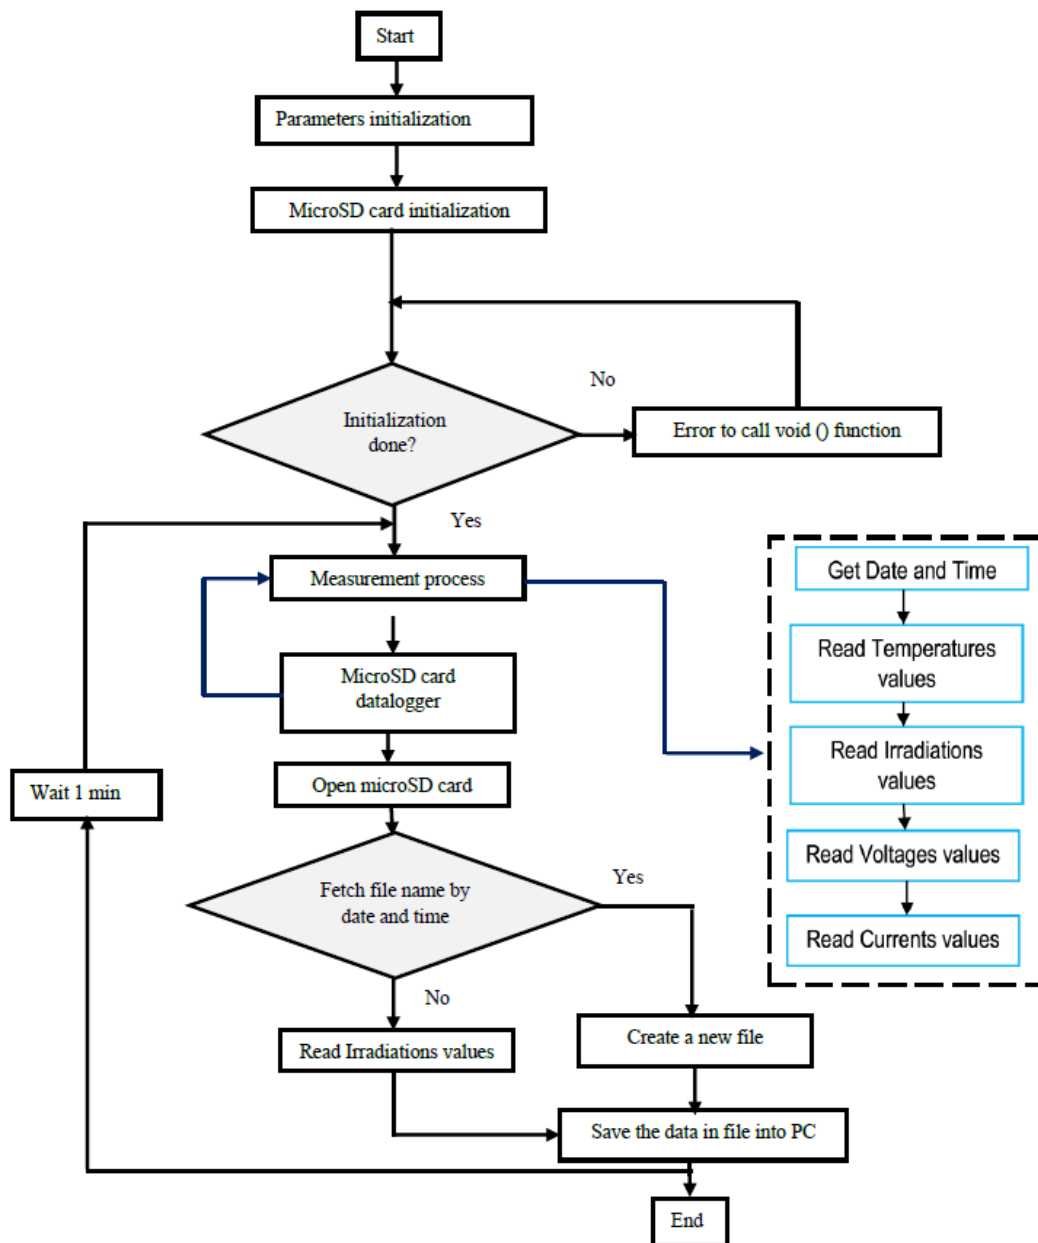 Start
Parameters initialization
MicroSD card initialization
No
Initialization
done?
Error to call void () function
Yes
Measurement process
MicroSD card
datalogger
Open microSD card
Wait 1 min
Fetch file name by
date and time
Yes
No
Read Irradiations values
Create a new file
Save the data in file into PC
End
Get Date and Time
Read Temperatures
values
Read Irradiations
values
Read Voltages values
Read Currents values